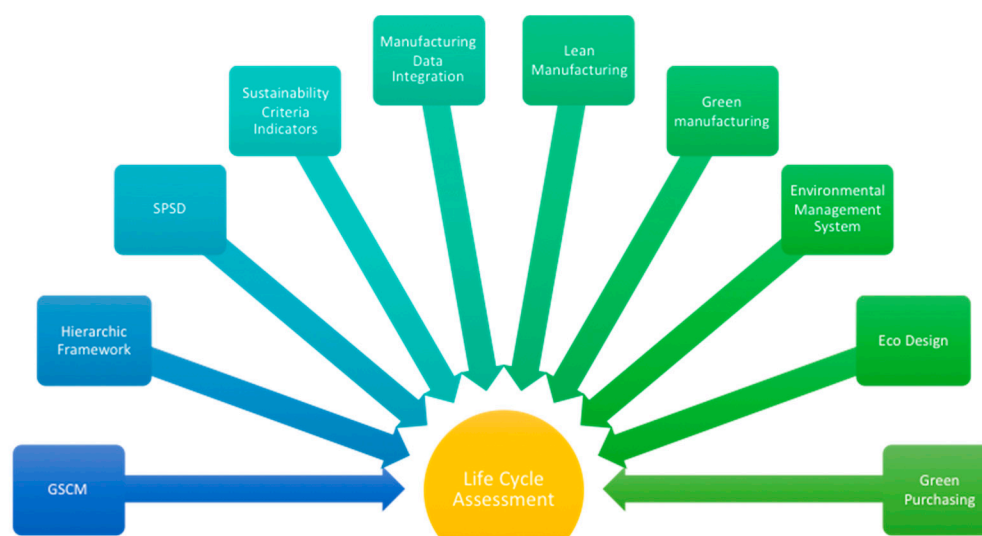 Manufacturing
Data
Integration
Lean
Manufacturing
Sustainability
Criteria
Indicators
Green
manufacturing
SPSD
Environmental
Management
System
Hierarchic
Framework
Eco Design
GSCM
Life Cycle
Assessment
Green
Purchasing